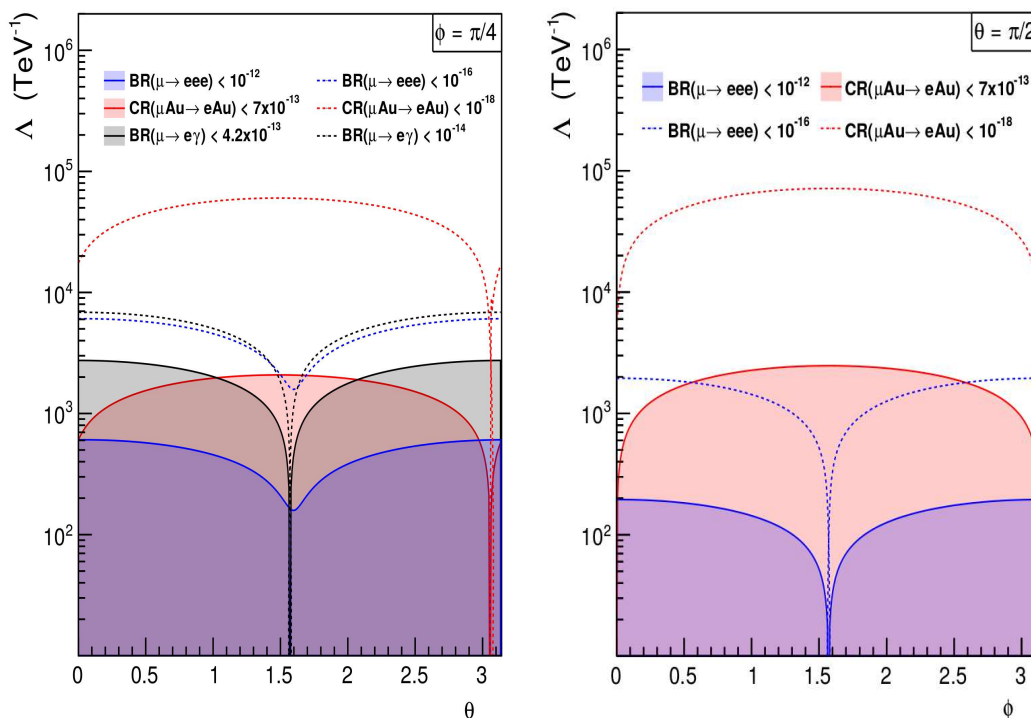 Λ (TeV⁻¹)
ϕ = π/4
10⁶
BR(μ→ eee) < 10⁻¹²
BR(μ→ eee) < 10⁻¹⁶
CR(μAu→ eAu) < 7x10⁻¹³
CR(μAu→ eAu) < 10⁻¹⁸
BR(μ→ eγ) < 4.2x10⁻¹³
BR(μ→ eγ) < 10⁻¹⁴
10⁵
10⁴
10³
10²
0 0.5 1 1.5 2 2.5 3
θ
Λ (TeV⁻¹)
θ = π/2
10⁶
BR(μ→ eee) < 10⁻¹²
CR(μAu→ eAu) < 7x10⁻¹³
BR(μ→ eee) < 10⁻¹⁶
CR(μAu→ eAu) < 10⁻¹⁸
10⁵
10⁴
10³
10²
0 0.5 1 1.5 2 2.5 3
ϕ